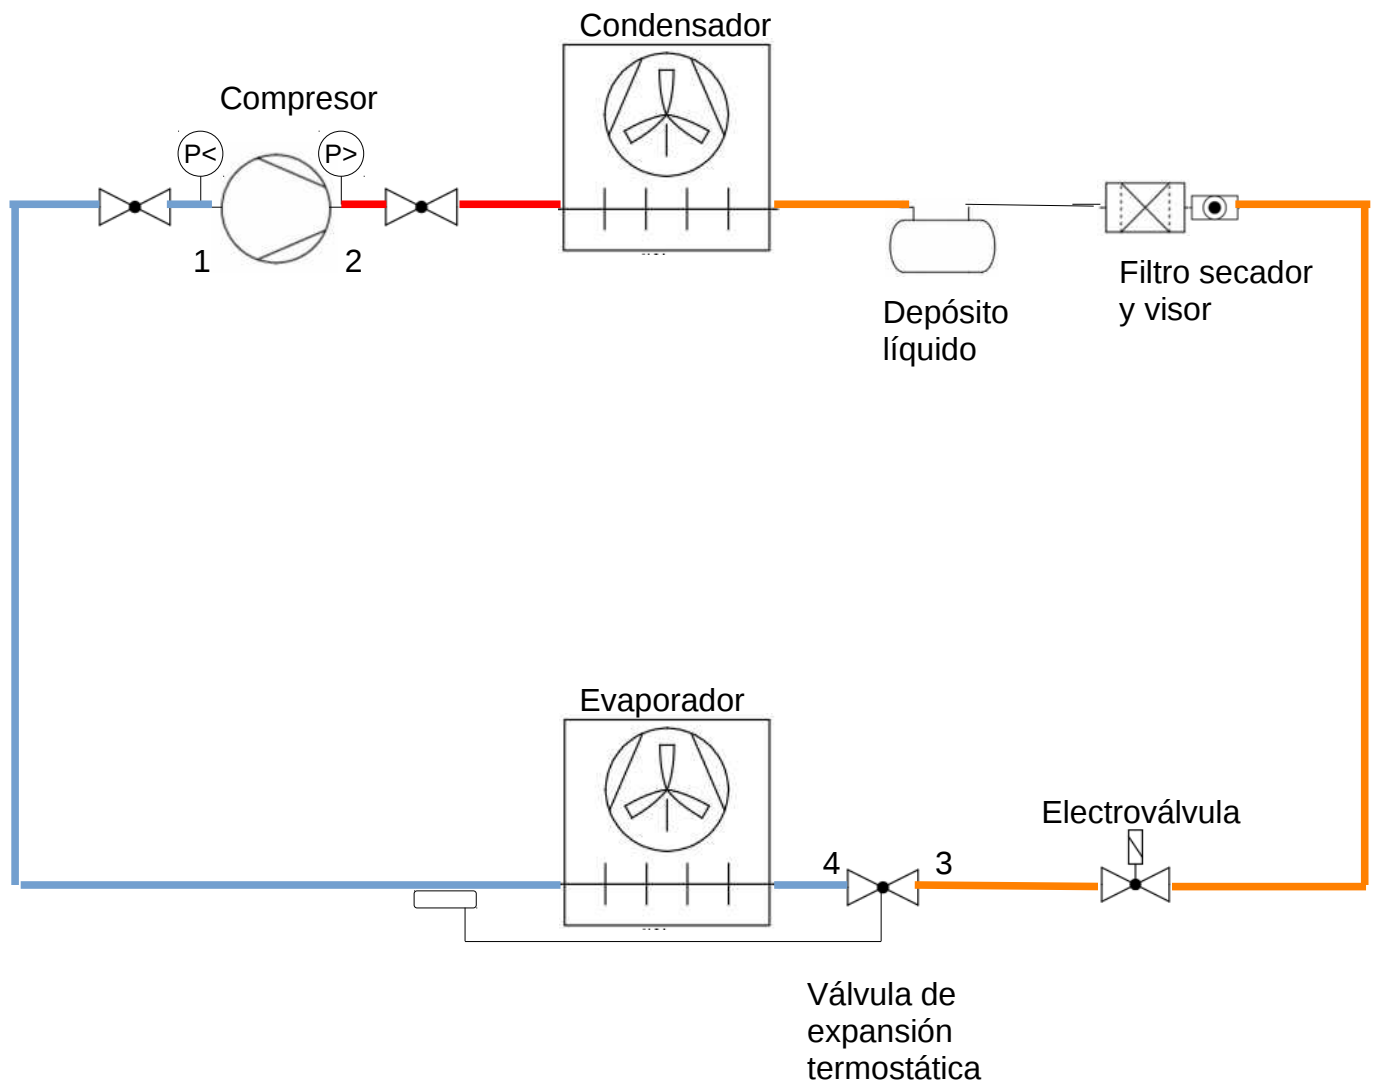 Condensador
Compresor
P<
P>
1
2
Filtro secador
y visor
Depósito
líquido
Evaporador
Electroválvula
4
3
Válvula de
expansión
termostática